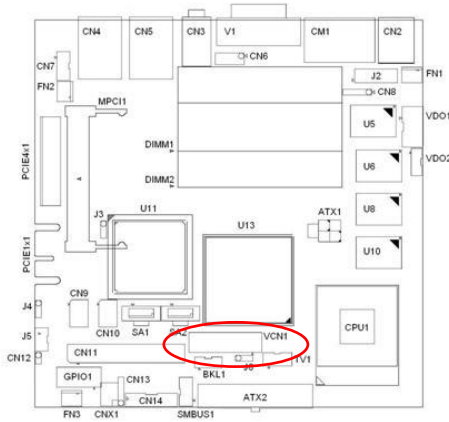 CN4
CN5
CN3
V1
CM1
CN2
CN7
CN6
J2
FN1
FN2
CN8
MPCI1
VDO1
U5
PCIE4x1
A
DIMM1
U6
VDO2
DIMM2
U11
J3
U8
ATX1
U13
PCIE1x1
U10
CN9
J4
CN10
SA1
SA2
VCN1
CPU1
J5
CN12
CN11
TV1
BKL1
GPIO1
CN13
FN3
CNX1
CN14
SMBUS1
ATX2